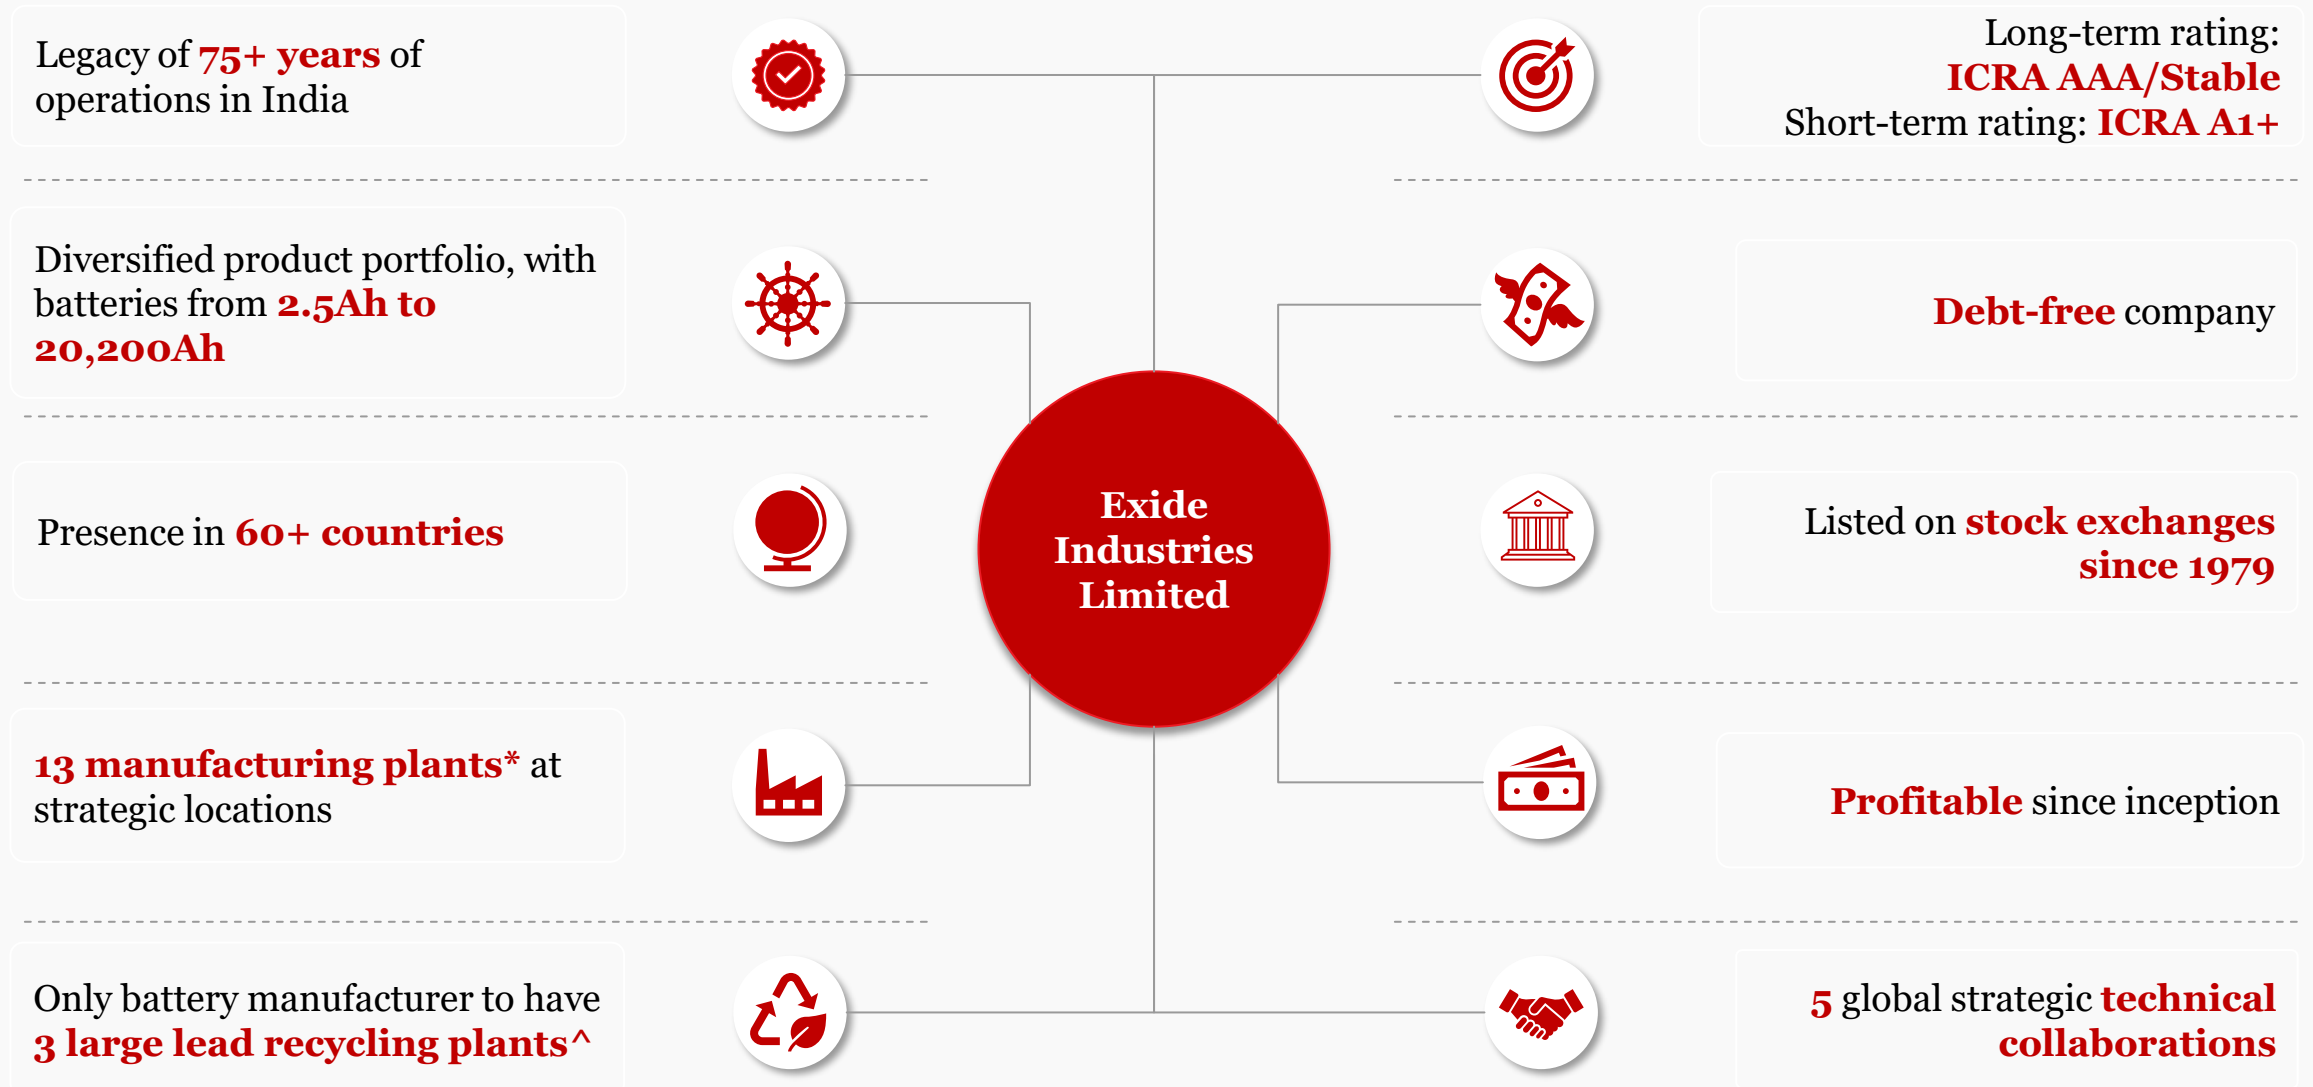 Legacy of 75+ years of
operations in India
Diversified product portfolio, with
batteries from 2.5Ah to
20,200Ah
Presence in 60+ countries
13 manufacturing plants* at
strategic locations
Only battery manufacturer to have
3 large lead recycling plants^
Exide
Industries
Limited
Long-term rating:
ICRA AAA/Stable
Short-term rating: ICRA A1+
Debt-free company
Listed on stock exchanges
since 1979
Profitable since inception
5 global strategic technical
collaborations